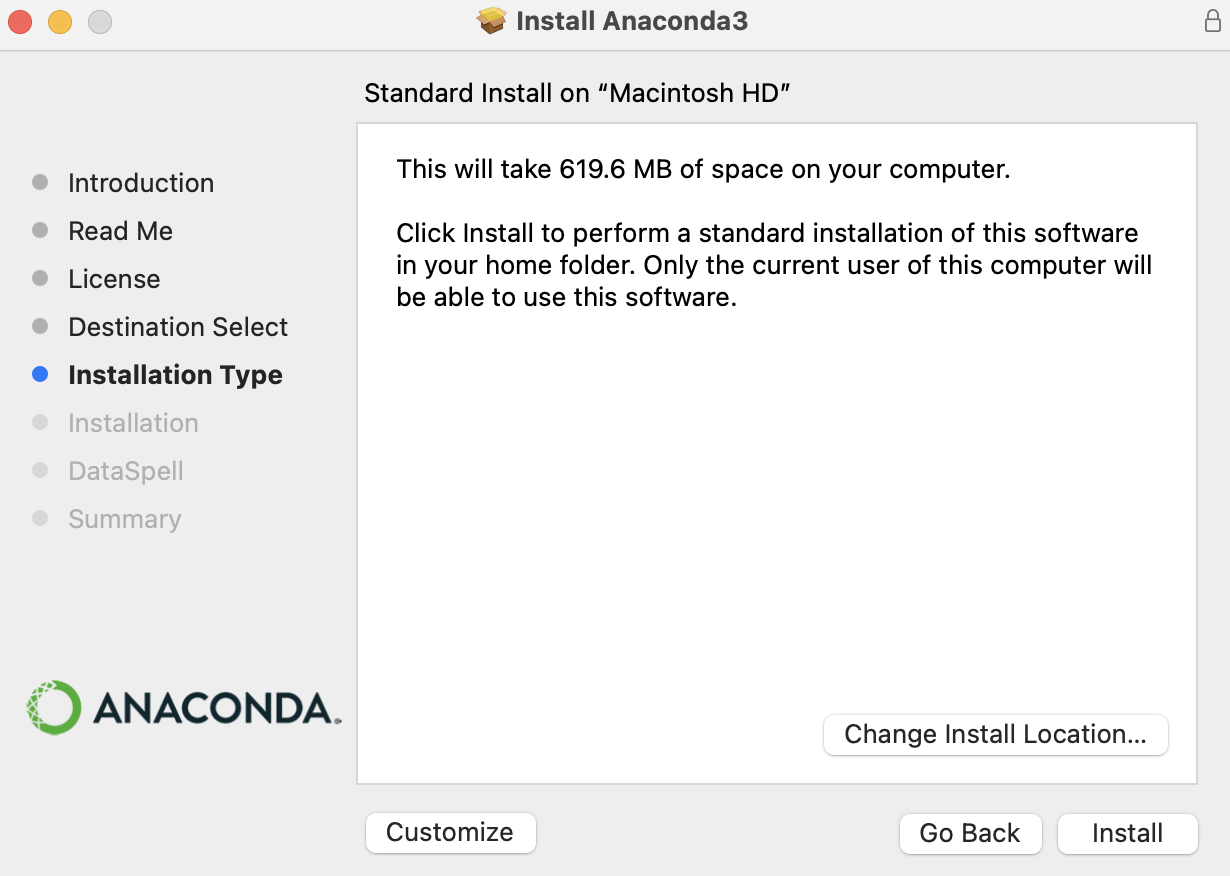 Install Anaconda3
Standard Install on “Macintosh HD”
Introduction
Read Me
License
Destination Select
Installation Type
Installation
DataSpell
Summary
This will take 619.6 MB of space on your computer.
Click Install to perform a standard installation of this software
in your home folder. Only the current user of this computer will
be able to use this software.
ANACONDA.
Change Install Location...
Customize
Go Back
Install